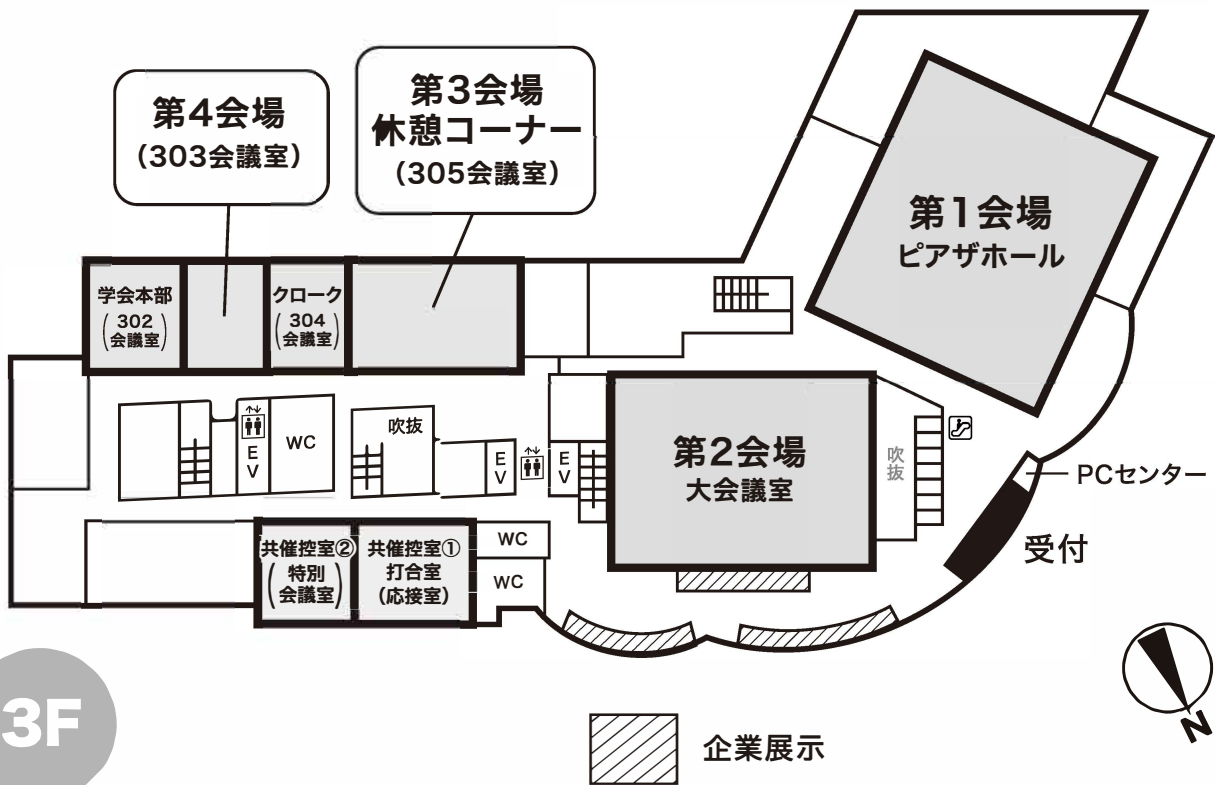 第4会場
（303会議室）
第3会場
休憩コーナー
（305会議室）
第1会場
ピアザホール
学会本部
（302
会議室）
クローク
（304
会議室）
WC
EV
吹抜
EV
EV
第2会場
大会議室
吹抜
PCセンター
受付
共催控室②
（特別
会議室）
共催控室①
打合室
（応接室）
WC
WC
3F
企業展示
N